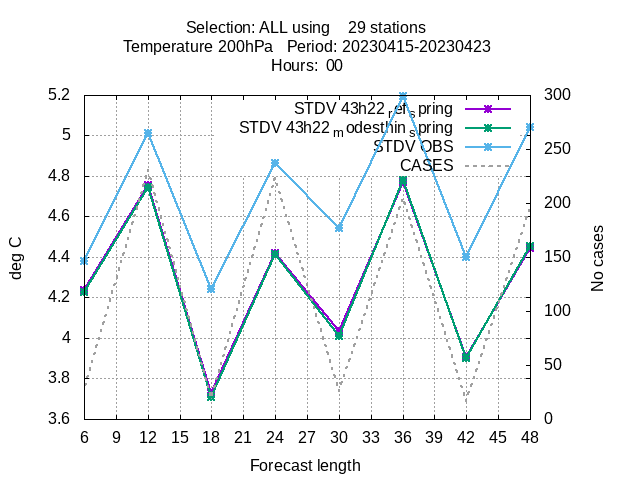 Selection: ALL using 29 stations
Temperature 200hPa Period: 20230415-20230423
Hours: 00
STDV 43h22 refs pring
STDV 43h22 modesthin spring
STDV OBS
CASES
deg C
No cases
5.2
5
4.8
4.6
4.4
4.2
4
3.8
3.6
300
250
200
150
100
50
0
6 9 12 15 18 21 24 27 30 33 36 39 42 45 48
Forecast length